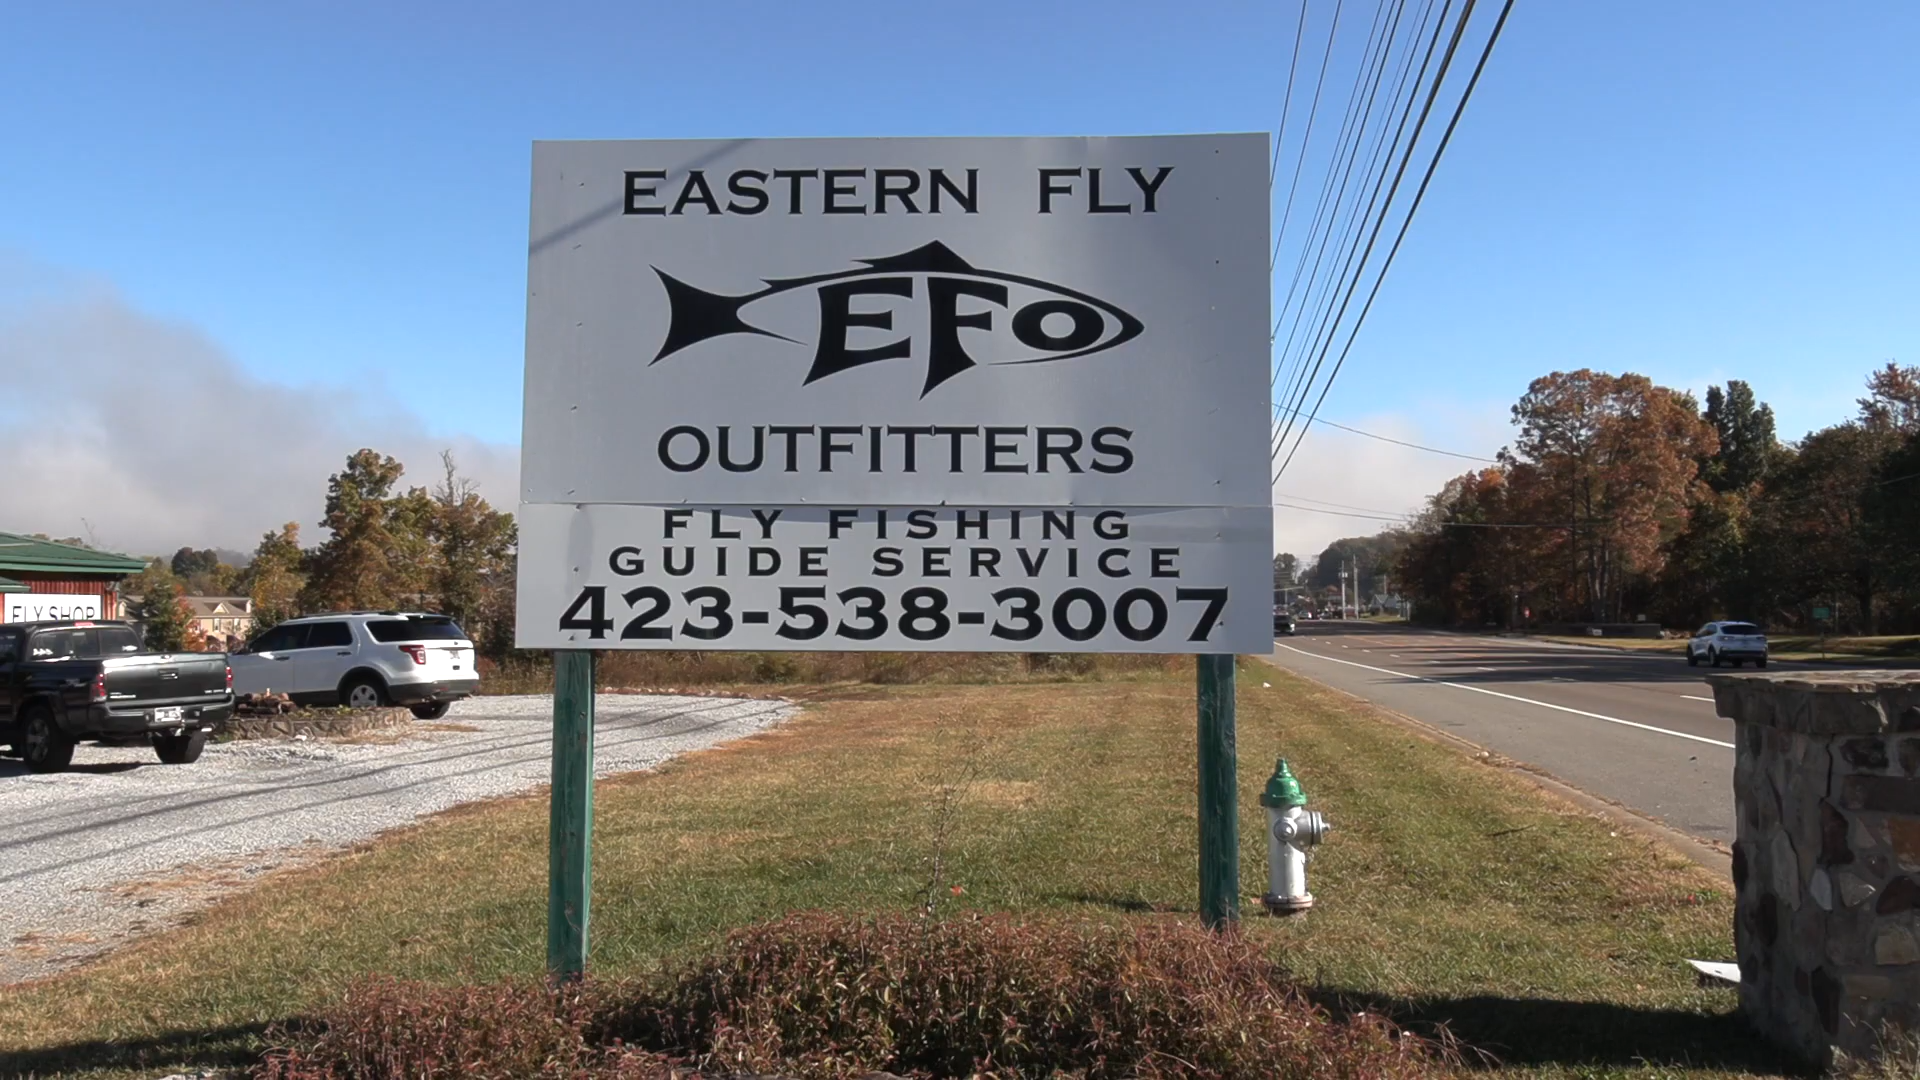 EASTERN FLY
EFO
OUTFITTERS
FLY FISHING
GUIDE SERVICE
423-538-3007
FLY SHOP